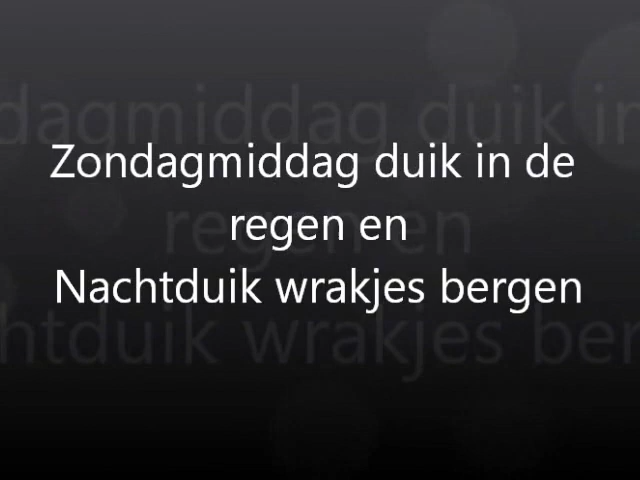 Zondagmiddag duik in de
regen en
Nachtduik wrakjes bergen